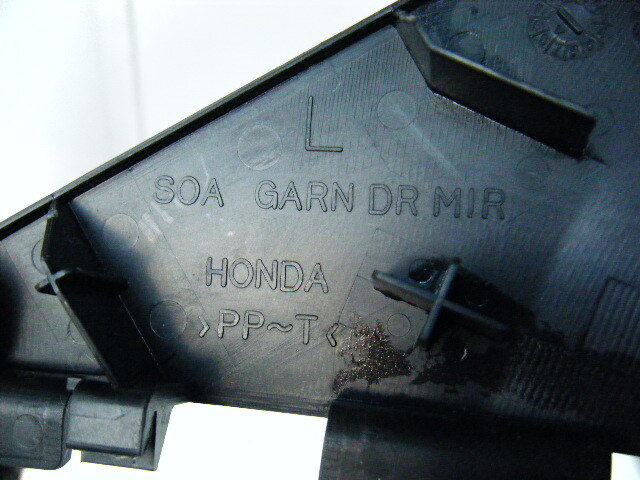 L
SOA GARN DR MIR
HONDA
>PP~T<